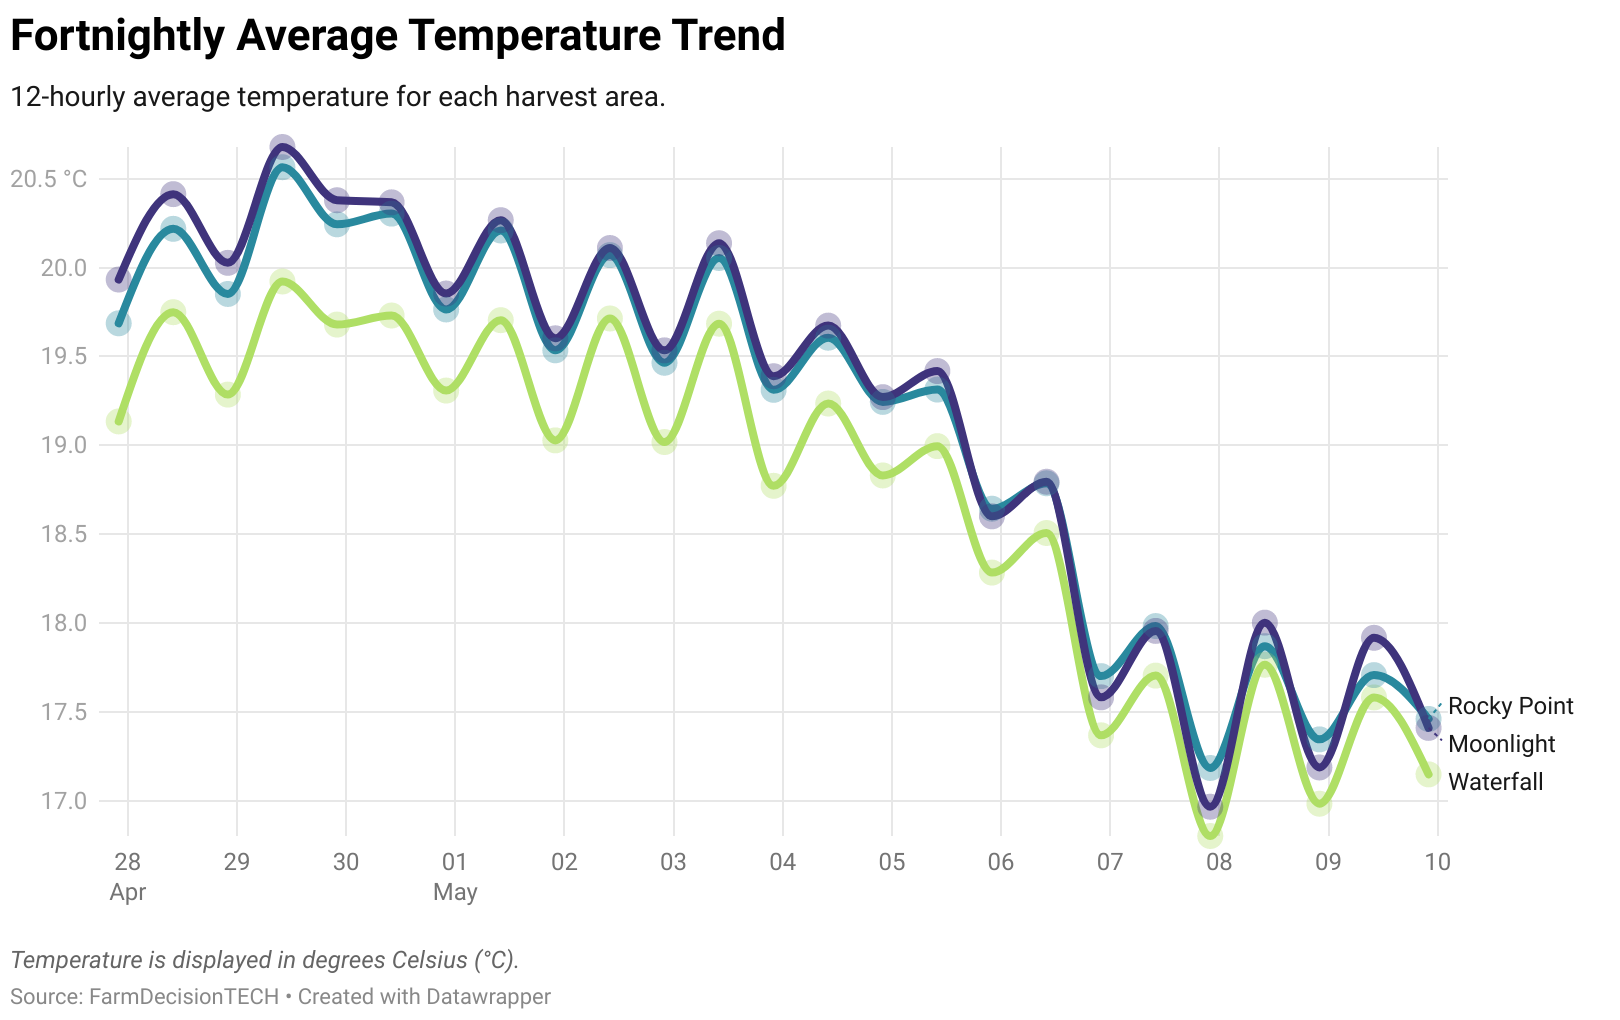 Fortnightly Average Temperature Trend
12-hourly average temperature for each harvest area.
20.5 °C
20.0
19.5
19.0
18.5
18.0
17.5
17.0
Rocky Point
Moonlight
Waterfall
28 29 30 01 02 03 04 05 06 07 08 09 10
Apr May
Temperature is displayed in degrees Celsius (°C).
Source: FarmDecisionTECH • Created with Datawrapper